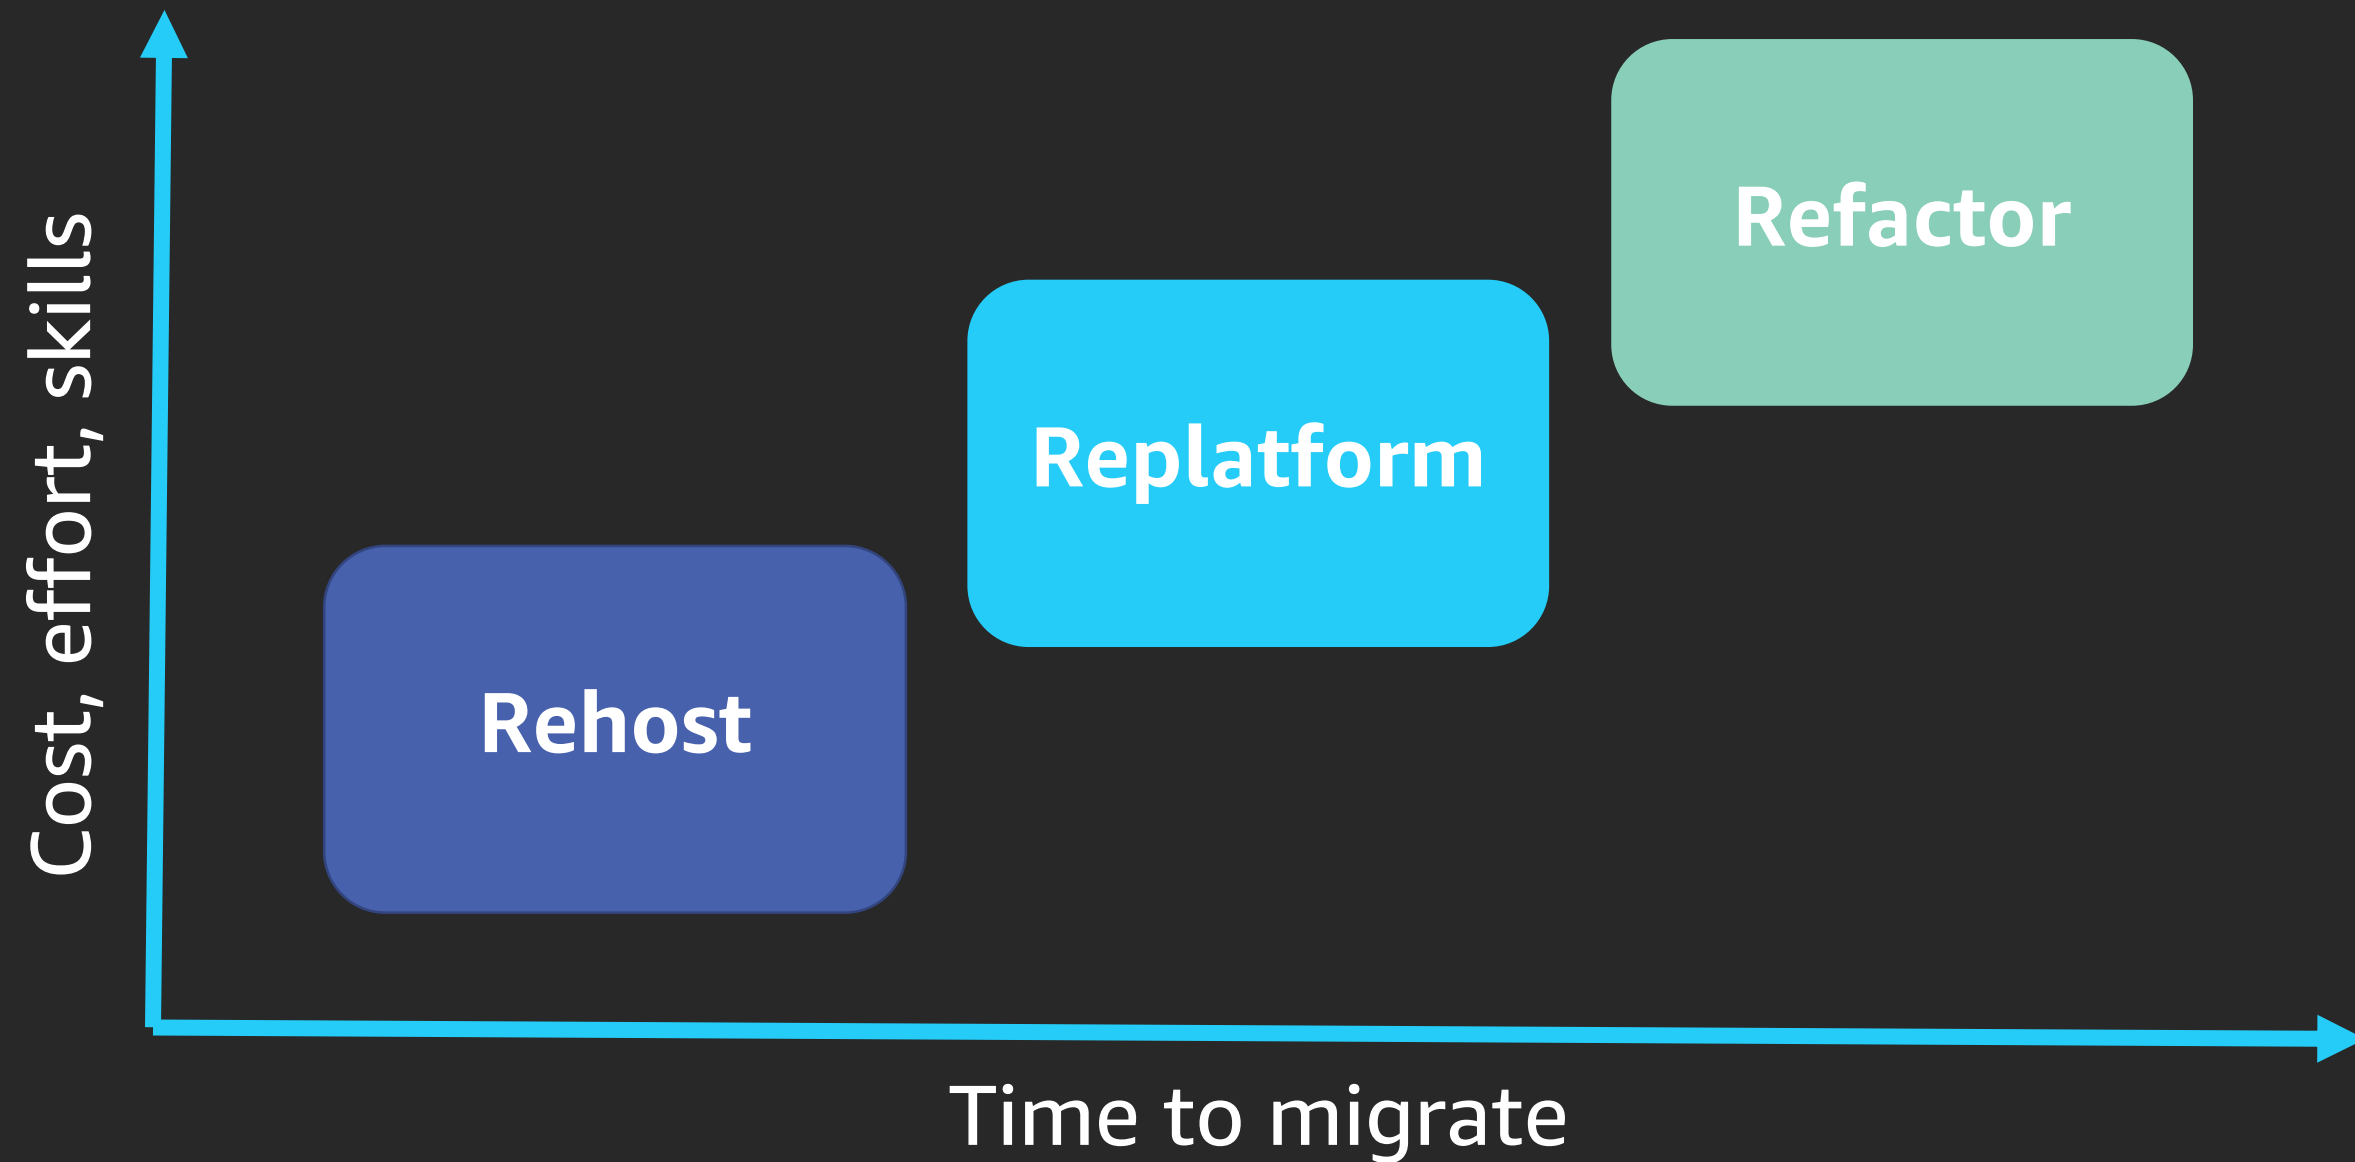 Cost, effort, skills
Refactor
Replatform
Rehost
Time to migrate